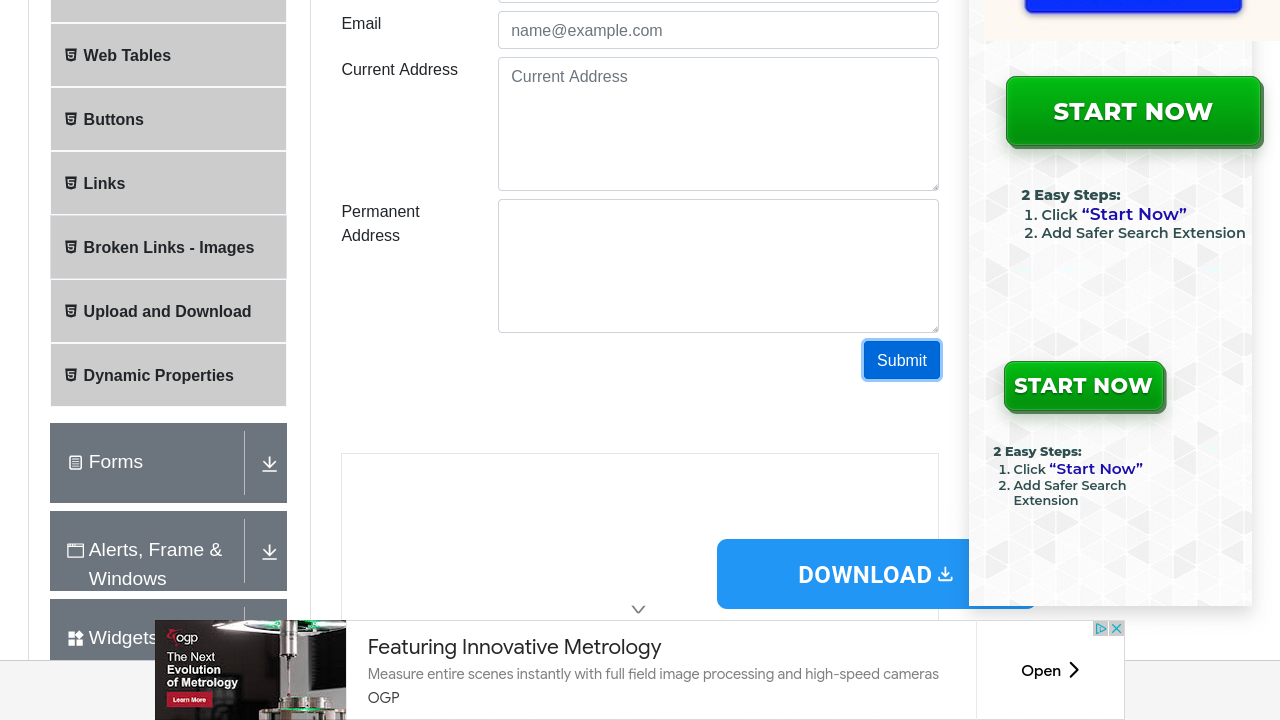 Email
name@example.com
Web Tables
Current Address
Current Address
Buttons
START NOW
Links
2 Easy Steps:
1. Click “Start Now”
2. Add Safer Search Extension
Permanent
Address
Broken Links - Images
Upload and Download
Submit
Dynamic Properties
START NOW
2 Easy Steps:
1. Click “Start Now”
2. Add Safer Search
Extension
Forms
Alerts, Frame &
Windows
DOWNLOAD
Widgets
ogp
The Next
Evolution
of Metrology
Learn More
Featuring Innovative Metrology
Measure entire scenes instantly with full field image processing and high-speed cameras
OGP
Open